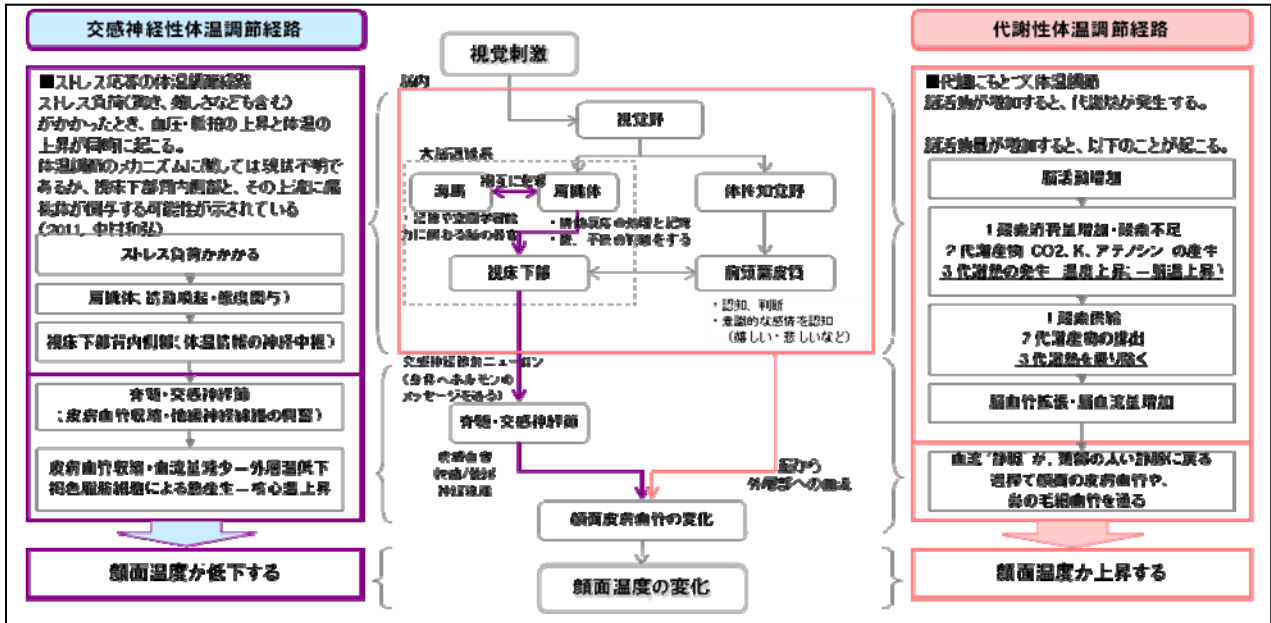 交感神経性体温調節経路
■ストレス応答の体温調節経路
ストレス負荷(驚き、嬉しさなども含む)
がかかったとき、血圧・脈拍の上昇と体温の
上昇が同時に起こる。
体温調節のメカニズムに関しては現状不明で
あるが、視床下部背内側部と、その上流に扁
桃体が関与する可能性が示されている
(2011, 中村和弘)
ストレス負荷がかかる
扁桃体(情動喚起・態度関与)
視床下部背内側部(体温情報の神経中枢)
脊髄・交感神経節
(皮膚血管収縮・ の興奮)
皮膚血管収縮・血流量減少→外層温低下
褐色脂肪細胞による熱産生→核心温上昇
顔面温度が低下する
視覚刺激
脳内
視覚野
大脳辺縁系
海馬
相互に
扁桃体
体性知覚野
・記憶や空間学習能
力に関わる脳の器官
・情動反応の処理と記憶
・快、不快の判断をする
視床下部
前頭葉皮質
・認知、判断
・意識的な感情を認知
(嬉しい・悲しいなど)
交感神経 ニューロン
(身体へホルモンの
メッセージを送る)
脊髄・交感神経節
皮膚血管
収縮/
神経線維
脳から
外層部への
顔面皮膚血管の変化
顔面温度の変化
代謝性体温調節経路
■代謝にもとづく体温調節
脳活動が増加すると、代謝熱が発生する。
脳活動量が増加すると、以下のことが起こる。
脳活動増加
1 酸素消費量増加・酸素不足
2 代謝産物 CO2、K、アデノシン の産生
3 代謝熱の発生 温度上昇(→脳温上昇)
1 酸素供給
2 代謝産物の排出
3 代謝熱を取り除く
脳血管拡張・脳血流量増加
血流「静脈」が、頸部の太い静脈に戻る
過程で顔面の皮膚血管や、
鼻の毛細血管を通る
顔面温度が上昇する